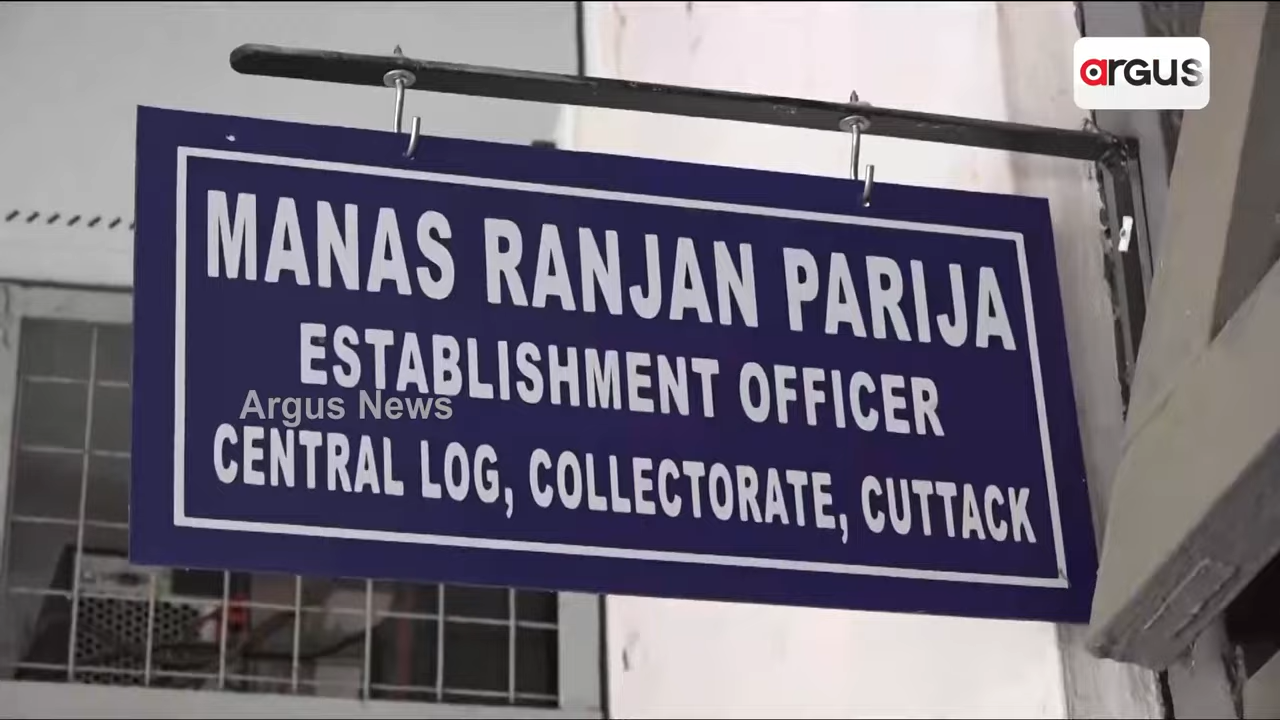 argus
MANAS RANJAN PARIJA
ESTABLISHMENT OFFICER
Argus News
CENTRAL LOG, COLLECTORATE, CUTTACK